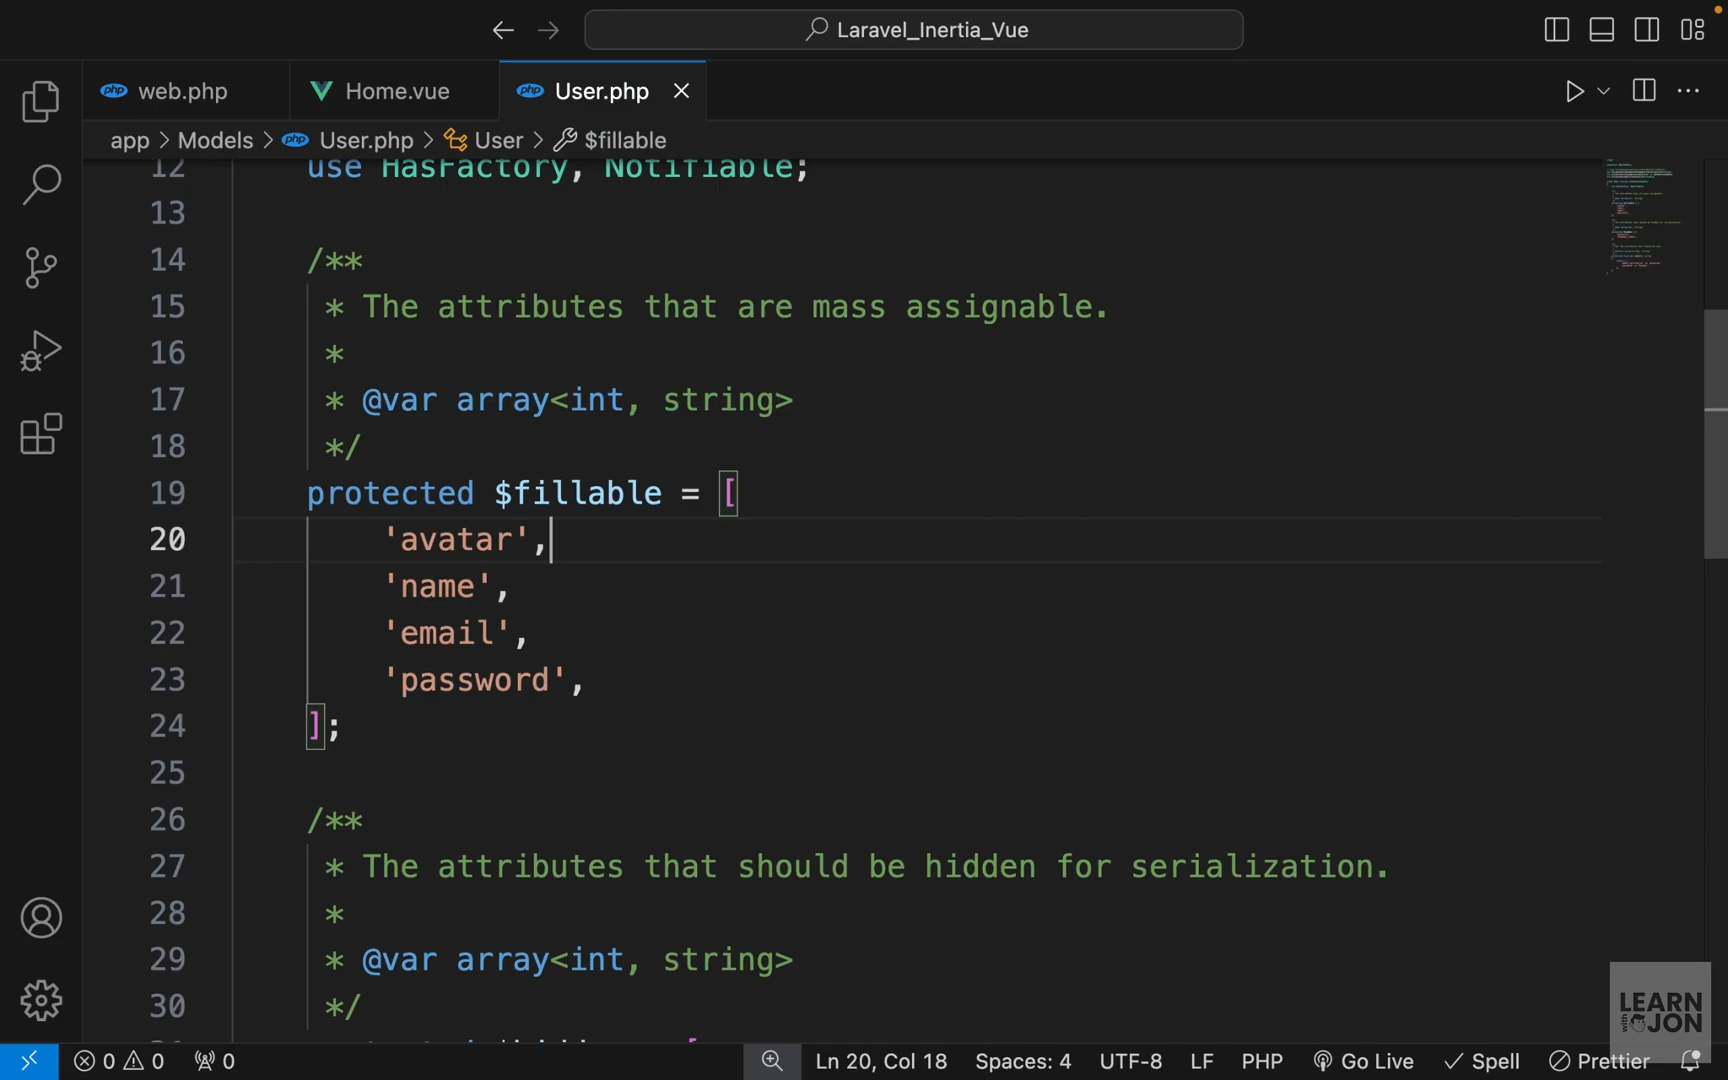 Laravel_Inertia_Vue
web.php Home.vue User.php
app > Models > User.php > User > $fillable
12 use HasFactory, Notifiable;
13
14 /**
15 * The attributes that are mass assignable.
16 *
17 * @var array<int, string>
18 */
19 protected $fillable = [
20 'avatar',
21 'name',
22 'email',
23 'password',
24 ];
25
26 /**
27 * The attributes that should be hidden for serialization.
28 *
29 * @var array<int, string>
30 */
0 0 0 Ln 20, Col 18 Spaces: 4 UTF-8 LF PHP Go Live Spell Prettier
LEARN
with JON